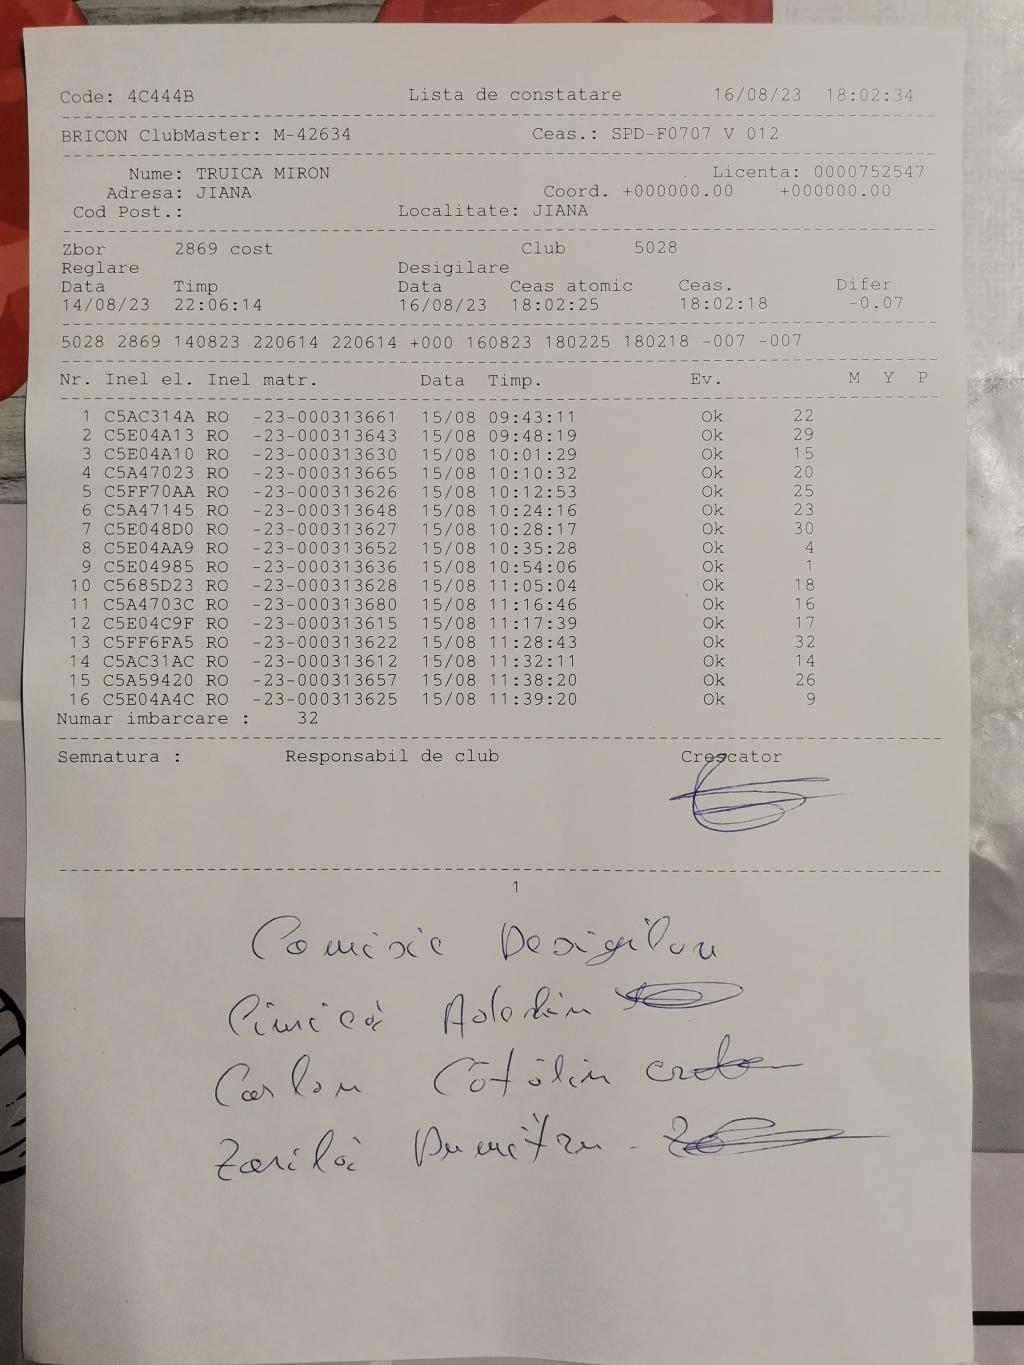 Code: 4C444B Lista de constatare 16/08/23 18:02:34
BRICON ClubMaster: M-42634 Ceas.: SPD-F0707 V 012
Nume: TRUICA MIRON Licenta: 0000752547
Adresa: JIANA Coord. +000000.00 +000000.00
Cod Post.: Localitate: JIANA
Zbor 2869 cost Club 5028
Reglare Desigilare
Data Timp Data Ceas atomic Ceas. Difer
14/08/23 22:06:14 16/08/23 18:02:25 18:02:18 -0.07
5028 2869 140823 220614 220614 +000 160823 180225 180218 -007 -007
Nr. Inel el. Inel matr. Data Timp. Ev. M Y P
1 C5AC314A RO -23-000313661 15/08 09:43:11 Ok 22
2 C5E04A13 RO -23-000313643 15/08 09:48:19 Ok 29
3 C5E04A10 RO -23-000313630 15/08 10:01:29 Ok 15
4 C5A47023 RO -23-000313665 15/08 10:10:32 Ok 20
5 C5FF70AA RO -23-000313626 15/08 10:12:53 Ok 25
6 C5A47145 RO -23-000313648 15/08 10:24:16 Ok 23
7 C5E048D0 RO -23-000313627 15/08 10:28:17 Ok 30
8 C5E04AA9 RO -23-000313652 15/08 10:35:28 Ok 4
9 C5E04985 RO -23-000313636 15/08 10:54:06 Ok 1
10 C5685D23 RO -23-000313628 15/08 11:05:04 Ok 18
11 C5A4703C RO -23-000313680 15/08 11:16:46 Ok 16
12 C5E04C9F RO -23-000313615 15/08 11:17:39 Ok 17
13 C5FF6FA5 RO -23-000313622 15/08 11:28:43 Ok 32
14 C5AC31AC RO -23-000313612 15/08 11:32:11 Ok 14
15 C5A59420 RO -23-000313657 15/08 11:38:20 Ok 26
16 C5E04A4C RO -23-000313625 15/08 11:39:20 Ok 9
Numar imbarcare : 32
Semnatura : Responsabil de club Crescator
1
Comisie
Cătălin
Zarilă Dumitru